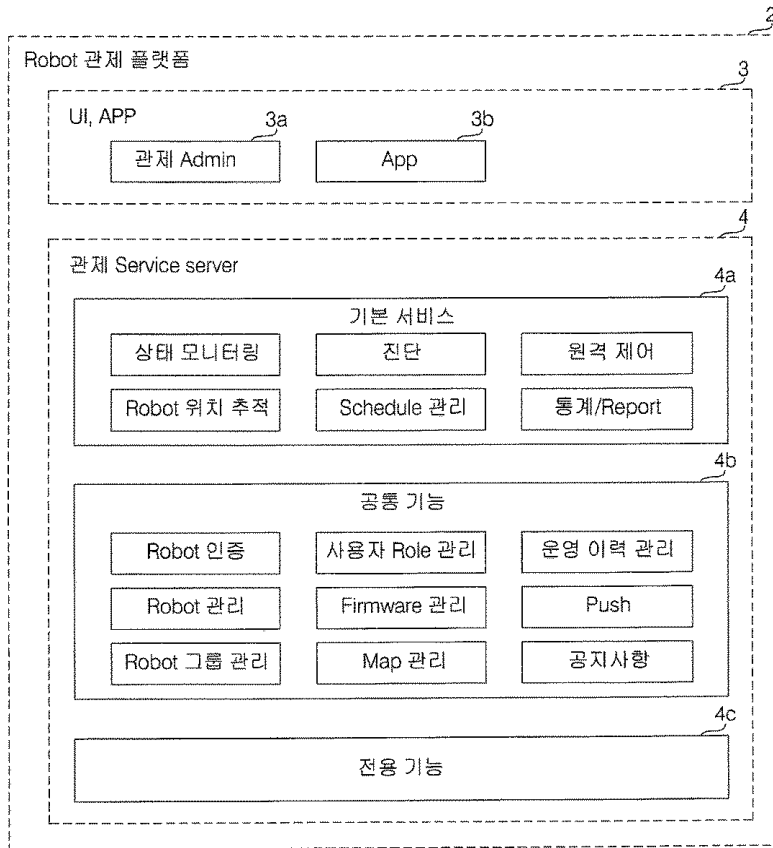 2
Robot 관제 플랫폼
3
UI, APP
3a
3b
관제 Admin
App
4
관제 Service server
4a
기본 서비스
상태 모니터링
진단
원격 제어
Robot 위치 추적
Schedule 관리
통계/Report
4b
공통 기능
Robot 인증
사용자 Role 관리
운영 이력 관리
Robot 관리
Firmware 관리
Push
Robot 그룹 관리
Map 관리
공지사항
4c
전용 기능